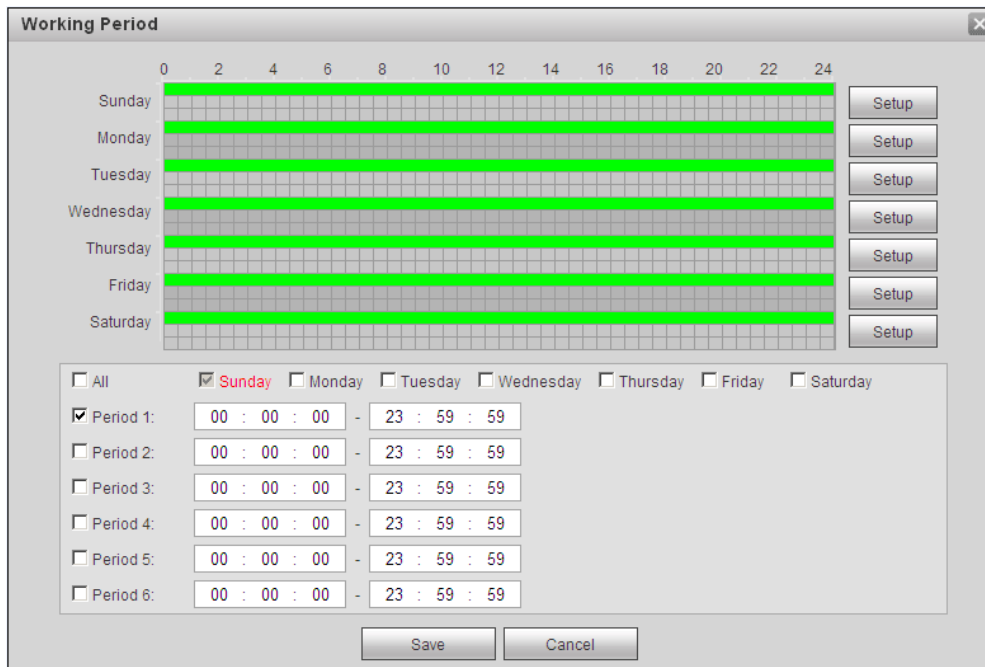 Working Period
0 2 4 6 8 10 12 14 16 18 20 22 24
Sunday Setup
Monday Setup
Tuesday Setup
Wednesday Setup
Thursday Setup
Friday Setup
Saturday Setup
All Sunday Monday Tuesday Wednesday Thursday Friday Saturday
Period 1: 00 : 00 : 00 - 23 : 59 : 59
Period 2: 00 : 00 : 00 - 23 : 59 : 59
Period 3: 00 : 00 : 00 - 23 : 59 : 59
Period 4: 00 : 00 : 00 - 23 : 59 : 59
Period 5: 00 : 00 : 00 - 23 : 59 : 59
Period 6: 00 : 00 : 00 - 23 : 59 : 59
Save Cancel